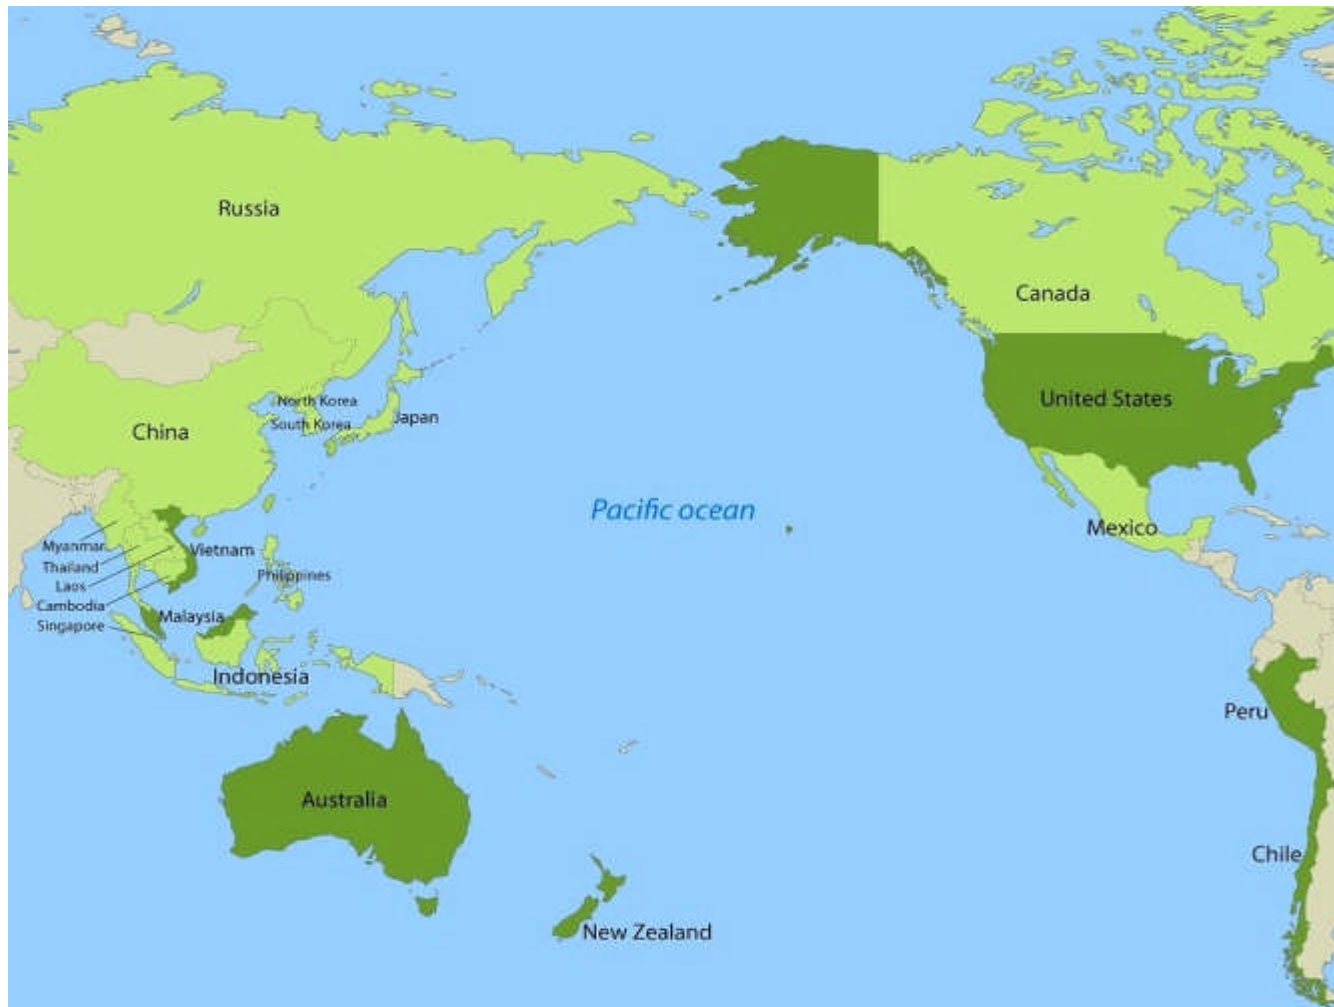 Russia
Canada
United States
North Korea
South Korea
Japan
China
Pacific ocean
Mexico
Myanmar
Vietnam
Thailand
Laos
Philippines
Cambodia
Malaysia
Singapore
Indonesia
Peru
Australia
Chile
New Zealand